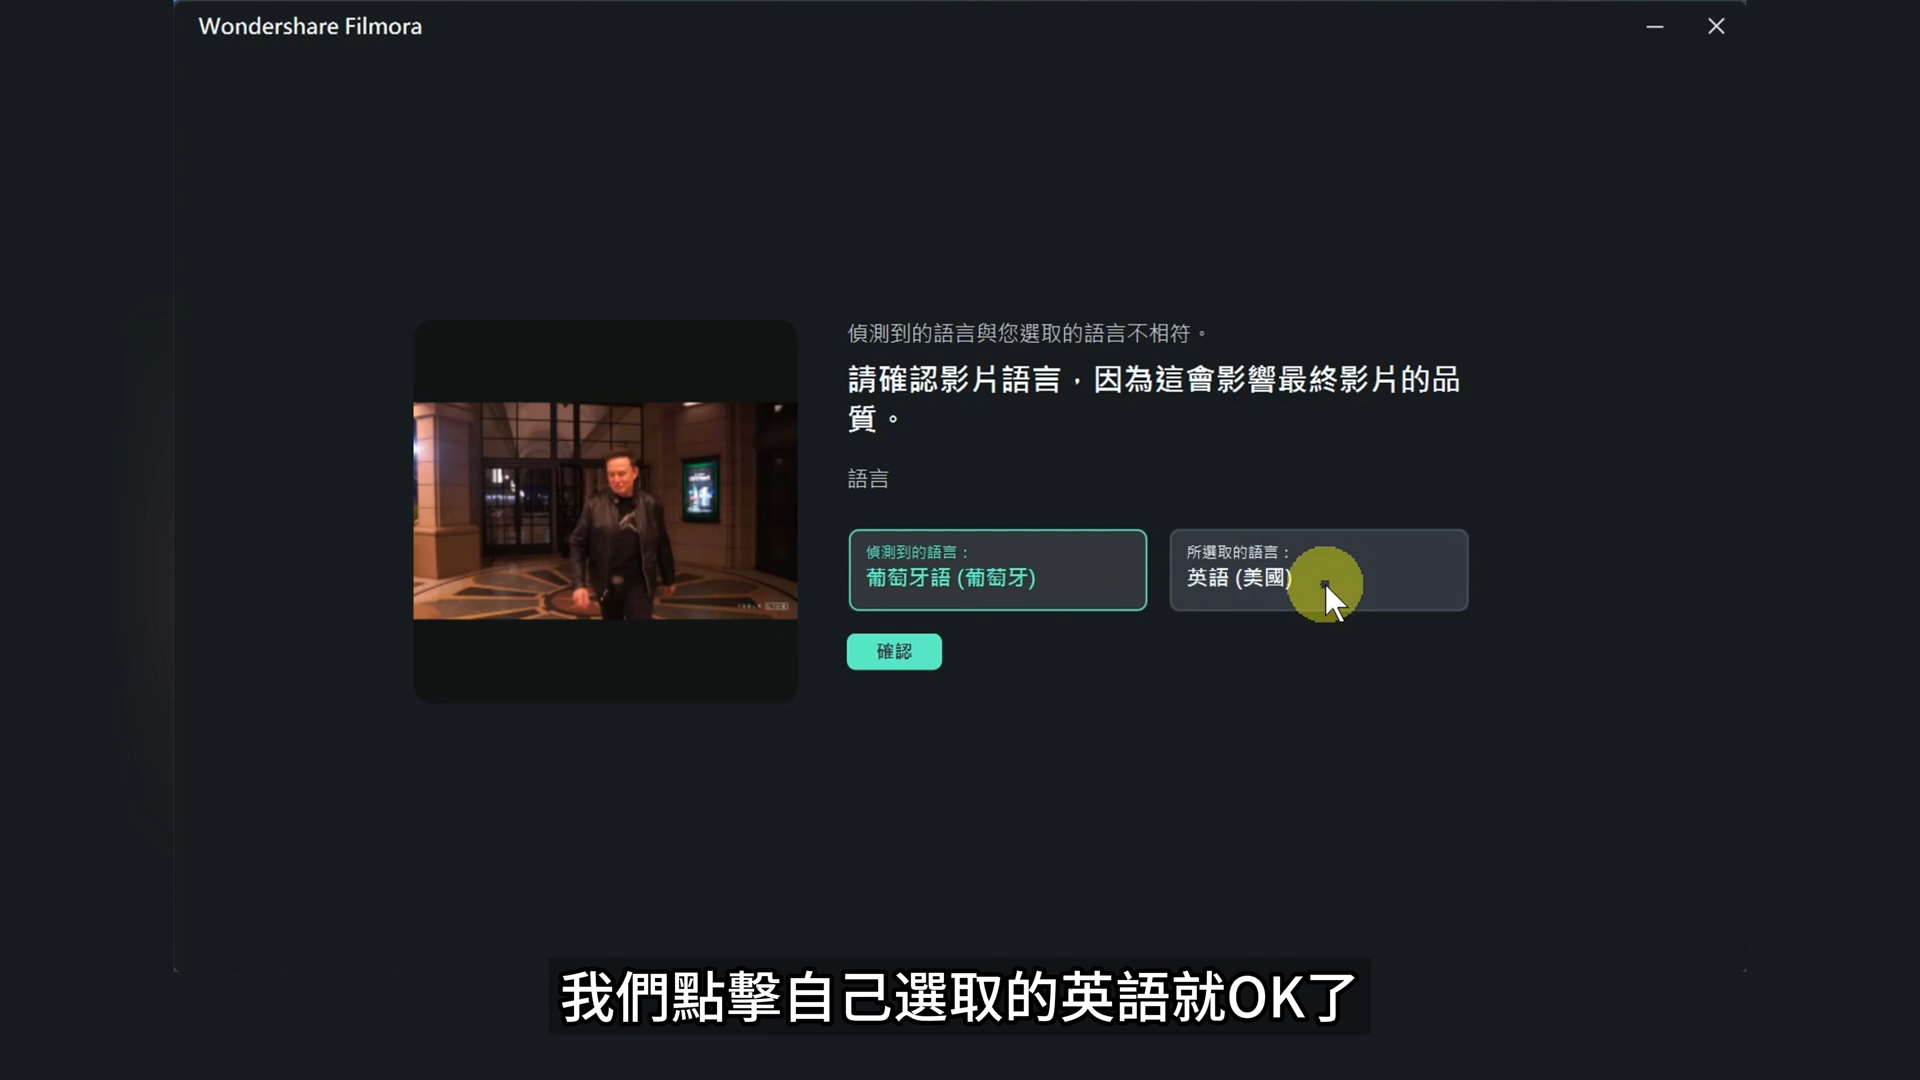 Wondershare Filmora
偵測到的語言與您選取的語言不相符。
請確認影片語言，因為這會影響最終影片的品
質。
語言
偵測到的語言：
葡萄牙語 (葡萄牙)
所選取的語言：
英語 (美國)
確認
我們點擊自己選取的英語就OK了